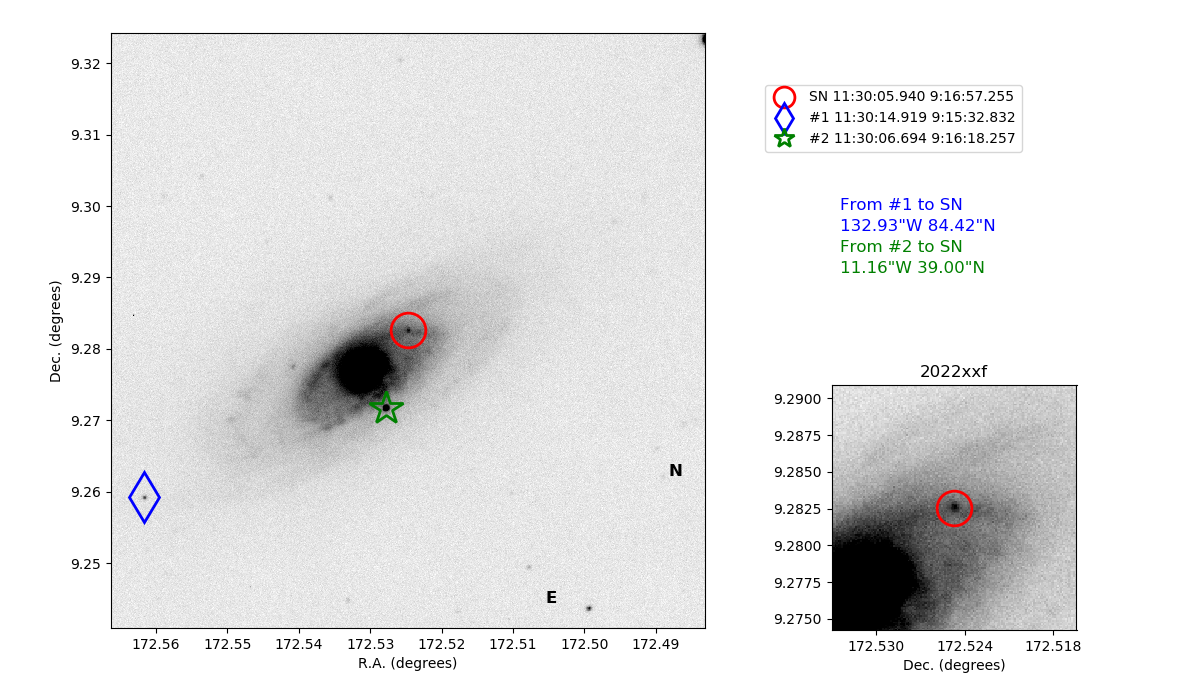 9.32
9.31
9.30
9.29
9.28
9.27
9.26
9.25
Dec. (degrees)
172.56 172.55 172.54 172.53 172.52 172.51 172.50 172.49
R.A. (degrees)
N
E
SN 11:30:05.940 9:16:57.255
#1 11:30:14.919 9:15:32.832
#2 11:30:06.694 9:16:18.257
From #1 to SN
132.93"W 84.42"N
From #2 to SN
11.16"W 39.00"N
2022xxf
9.2900
9.2875
9.2850
9.2825
9.2800
9.2775
9.2750
172.530 172.524 172.518
Dec. (degrees)